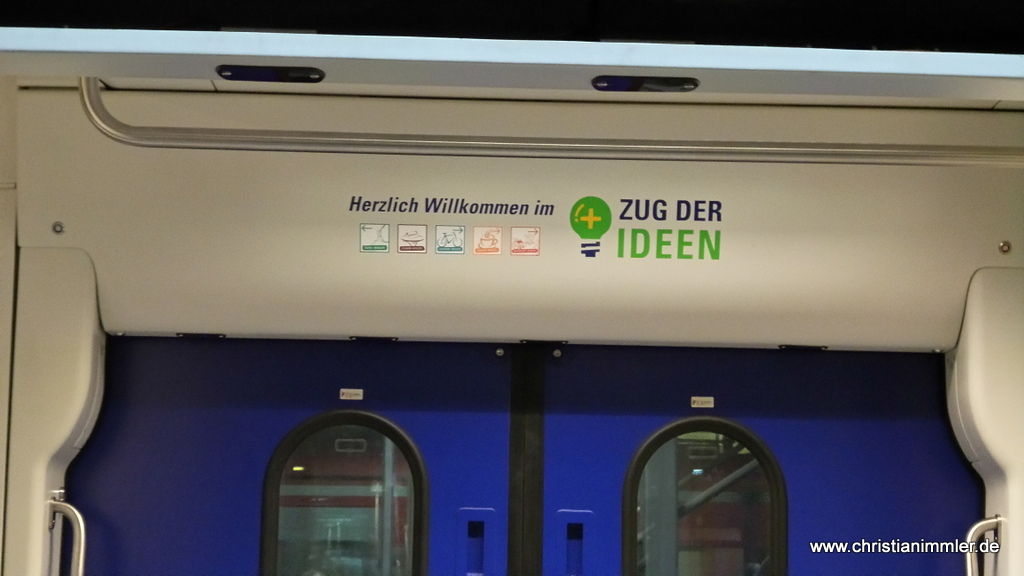 Herzlich Willkommen im
ZUG DER
IDEEN
www.christianimmler.de